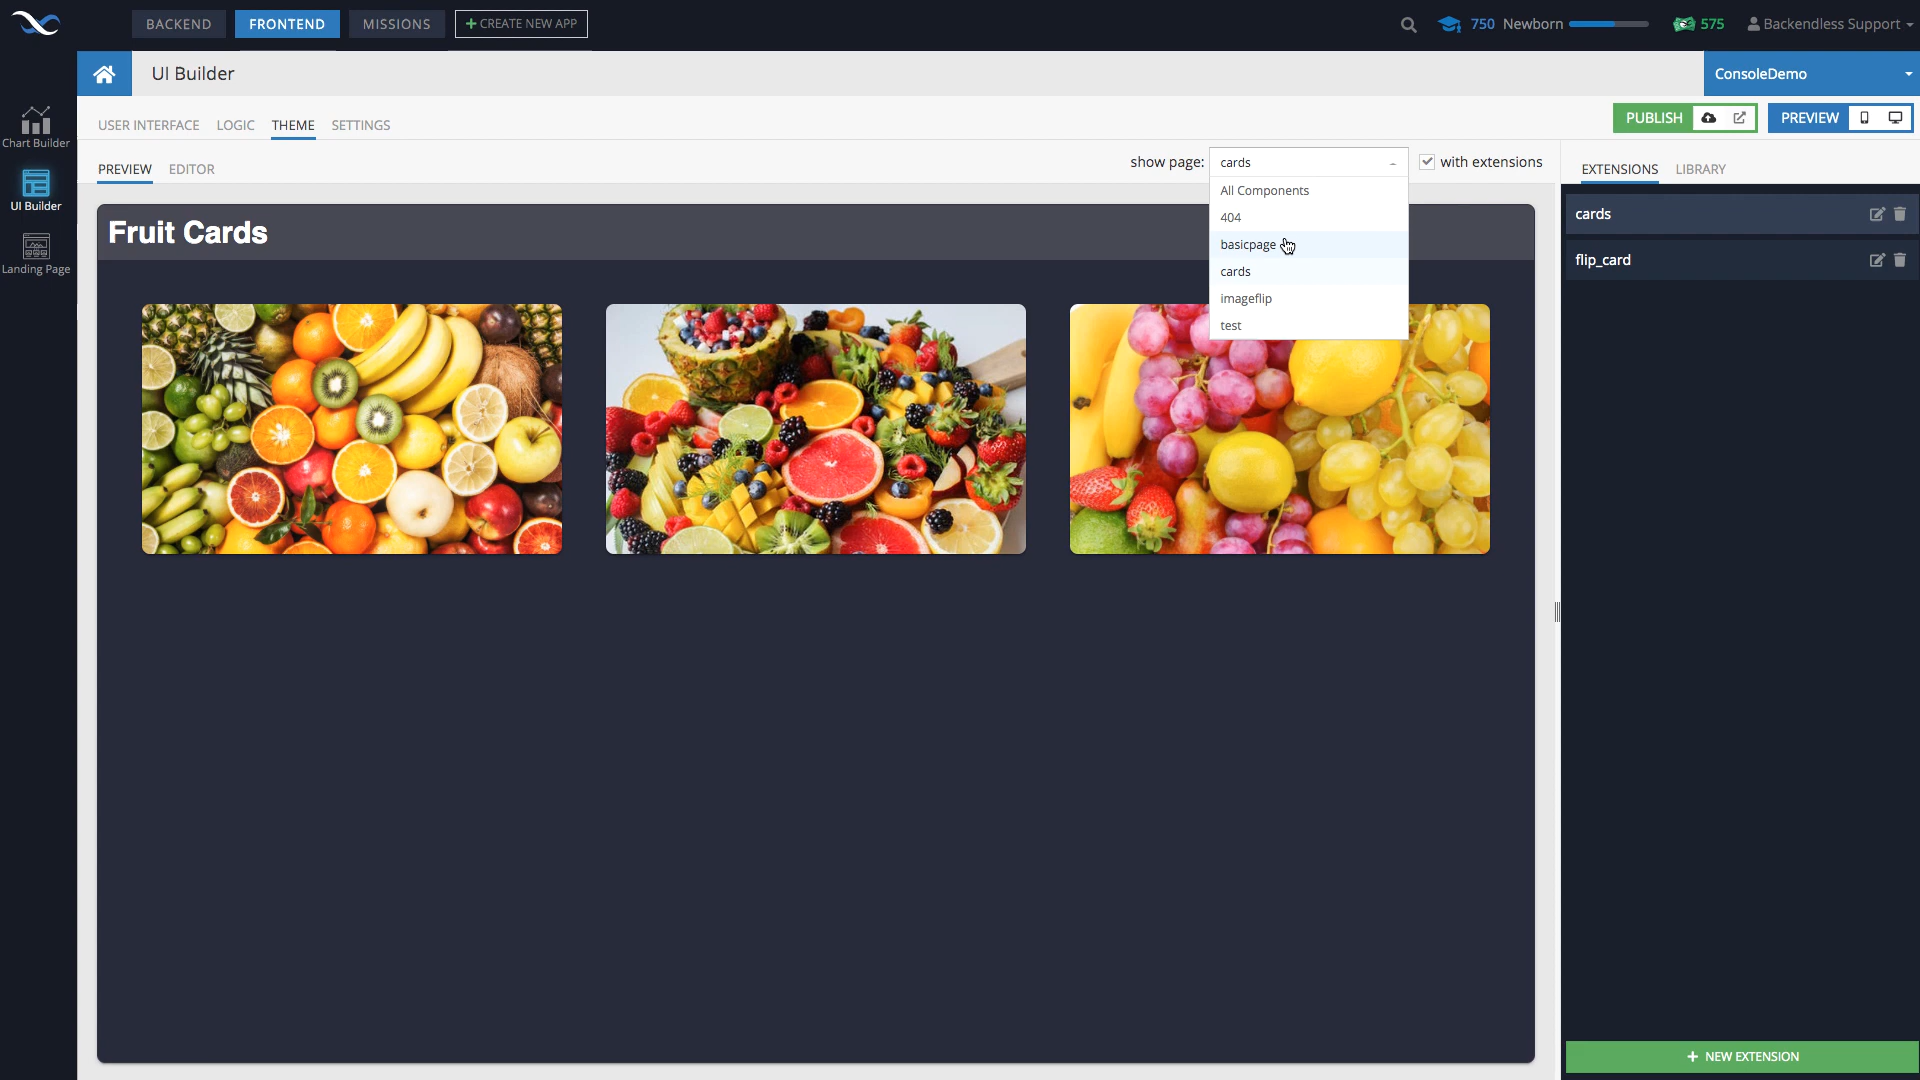 BACKEND
FRONTEND
MISSIONS
+ CREATE NEW APP
750 Newborn
575
Backendless Support
UI Builder
ConsoleDemo
Chart Builder
UI Builder
Landing Page
USER INTERFACE
LOGIC
THEME
SETTINGS
PUBLISH
PREVIEW
PREVIEW
EDITOR
show page:
cards
with extensions
All Components
404
basicpage
cards
imageflip
test
EXTENSIONS
LIBRARY
cards
flip_card
Fruit Cards
+ NEW EXTENSION